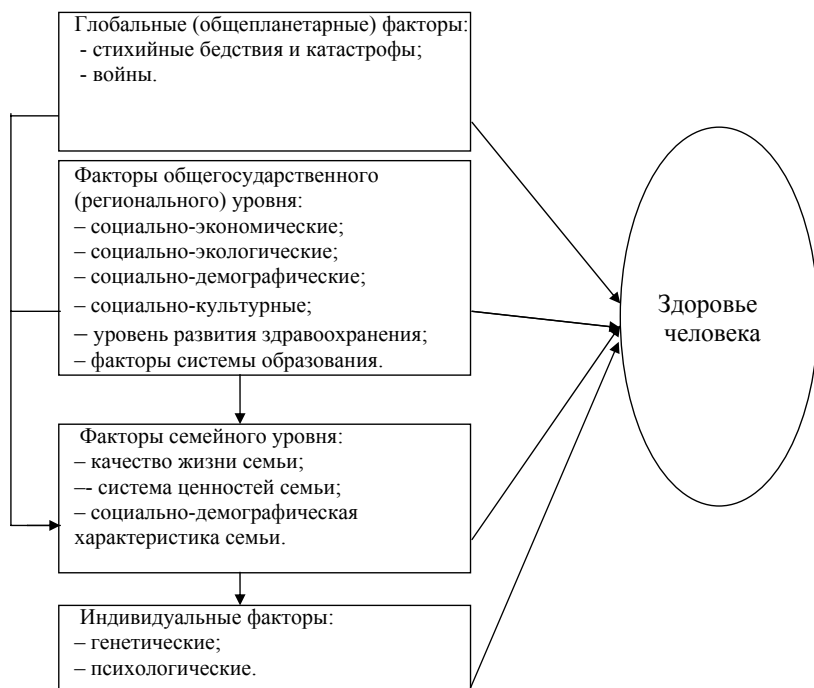 Глобальные (общепланетарные) факторы:
- стихийные бедствия и катастрофы;
- войны.
Факторы общегосударственного
(регионального) уровня:
– социально-экономические;
– социально-экологические;
– социально-демографические;
– социально-культурные;
– уровень развития здравоохранения;
– факторы системы образования.
Факторы семейного уровня:
– качество жизни семьи;
–- система ценностей семьи;
– социально-демографическая
характеристика семьи.
Индивидуальные факторы:
– генетические;
– психологические.
Здоровье
человека